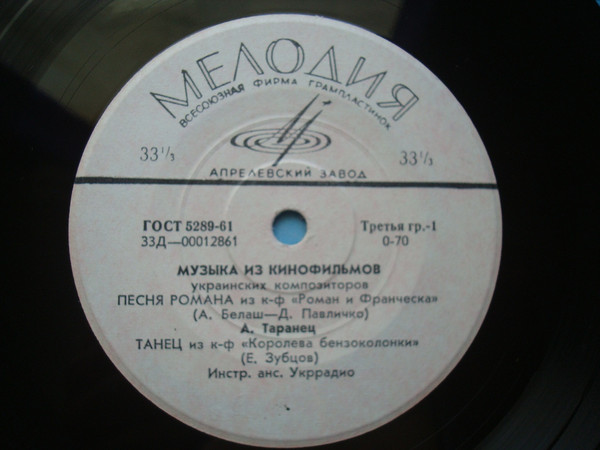 МЕЛОДИЯ
ВСЕСОЮЗНАЯ ФИРМА ГРАМПЛАСТИНОК
33 1/3 33 1/3
АПРЕЛЕВСКИЙ ЗАВОД
ГОСТ 5289-61 Третья гр.-1
33Д—00012861 0-70
МУЗЫКА ИЗ КИНОФИЛЬМОВ
украинских композиторов
ПЕСНЯ РОМАНА из к-ф «Роман и Франческа»
(А. Белаш—Д. Павличко)
А. Таранец
ТАНЕЦ из к-ф «Королева бензоколонки»
(Е. Зубцов)
Инстр. анс. Укррадио